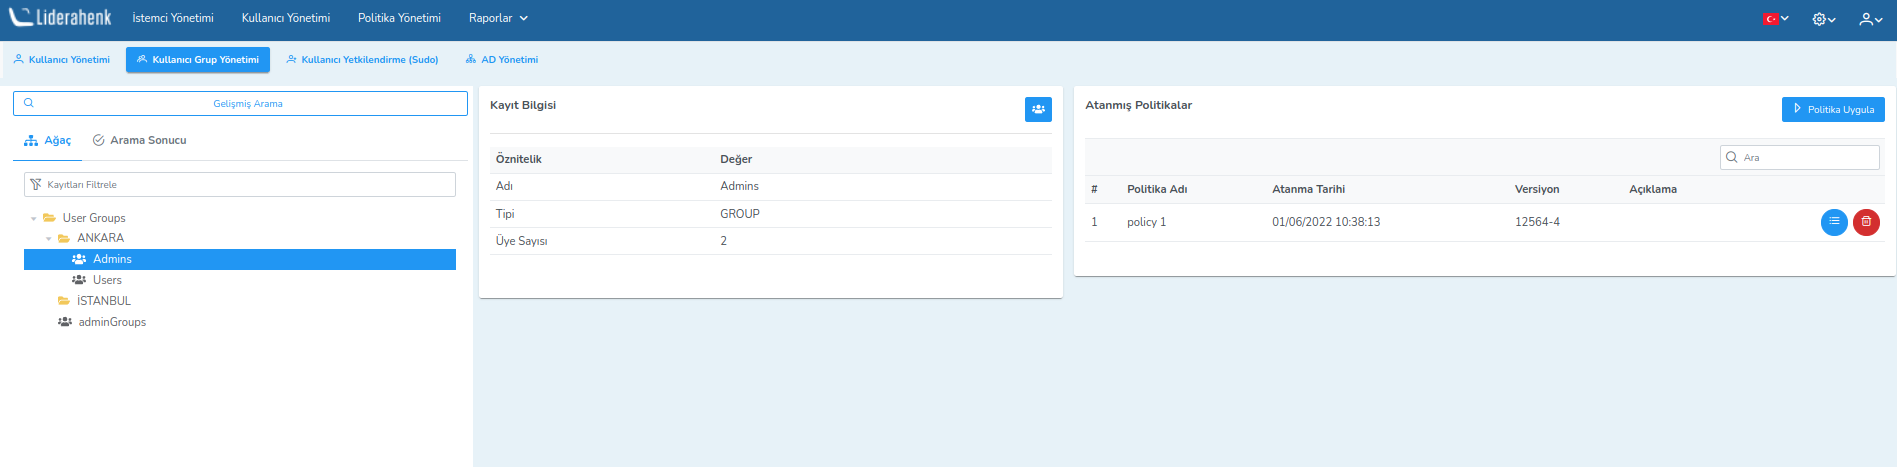 Liderahenk İstemci Yönetimi Kullanıcı Yönetimi Politika Yönetimi Raporlar
Kullanıcı Yönetimi Kullanıcı Grup Yönetimi Kullanıcı Yetkilendirme (Sudo) AD Yönetimi
Gelişmiş Arama
Ağaç Arama Sonucu
Kayıtları Filtrele
User Groups
ANKARA
Admins
Users
İSTANBUL
adminGroups
Kayıt Bilgisi
Öznitelik Değer
Adı Admins
Tipi GROUP
Üye Sayısı 2
Atanmış Politikalar Politika Uygula
Ara
# Politika Adı Atanma Tarihi Versiyon Açıklama
1 policy 1 01/06/2022 10:38:13 12564-4